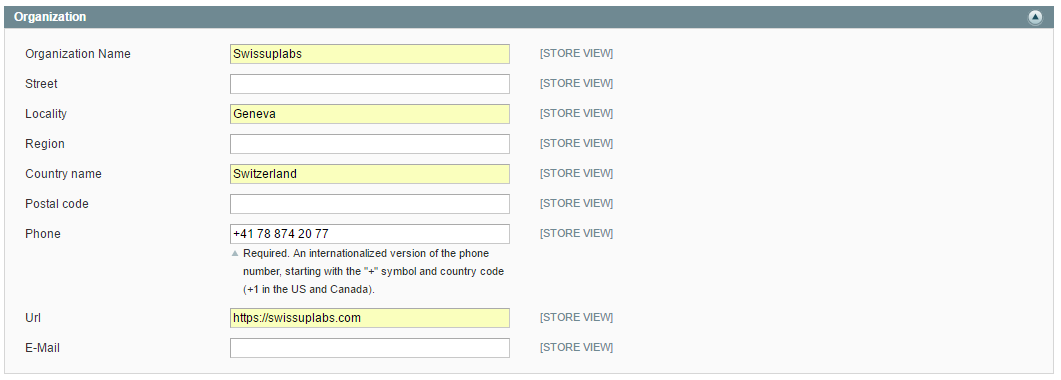 Organization
Organization Name Swissuplabs [STORE VIEW]
Street [STORE VIEW]
Locality Geneva [STORE VIEW]
Region [STORE VIEW]
Country name Switzerland [STORE VIEW]
Postal code [STORE VIEW]
Phone +41 78 874 20 77 [STORE VIEW]
Required. An internationalized version of the phone
number, starting with the "+" symbol and country code
(+1 in the US and Canada).
Url https://swissuplabs.com [STORE VIEW]
E-Mail [STORE VIEW]